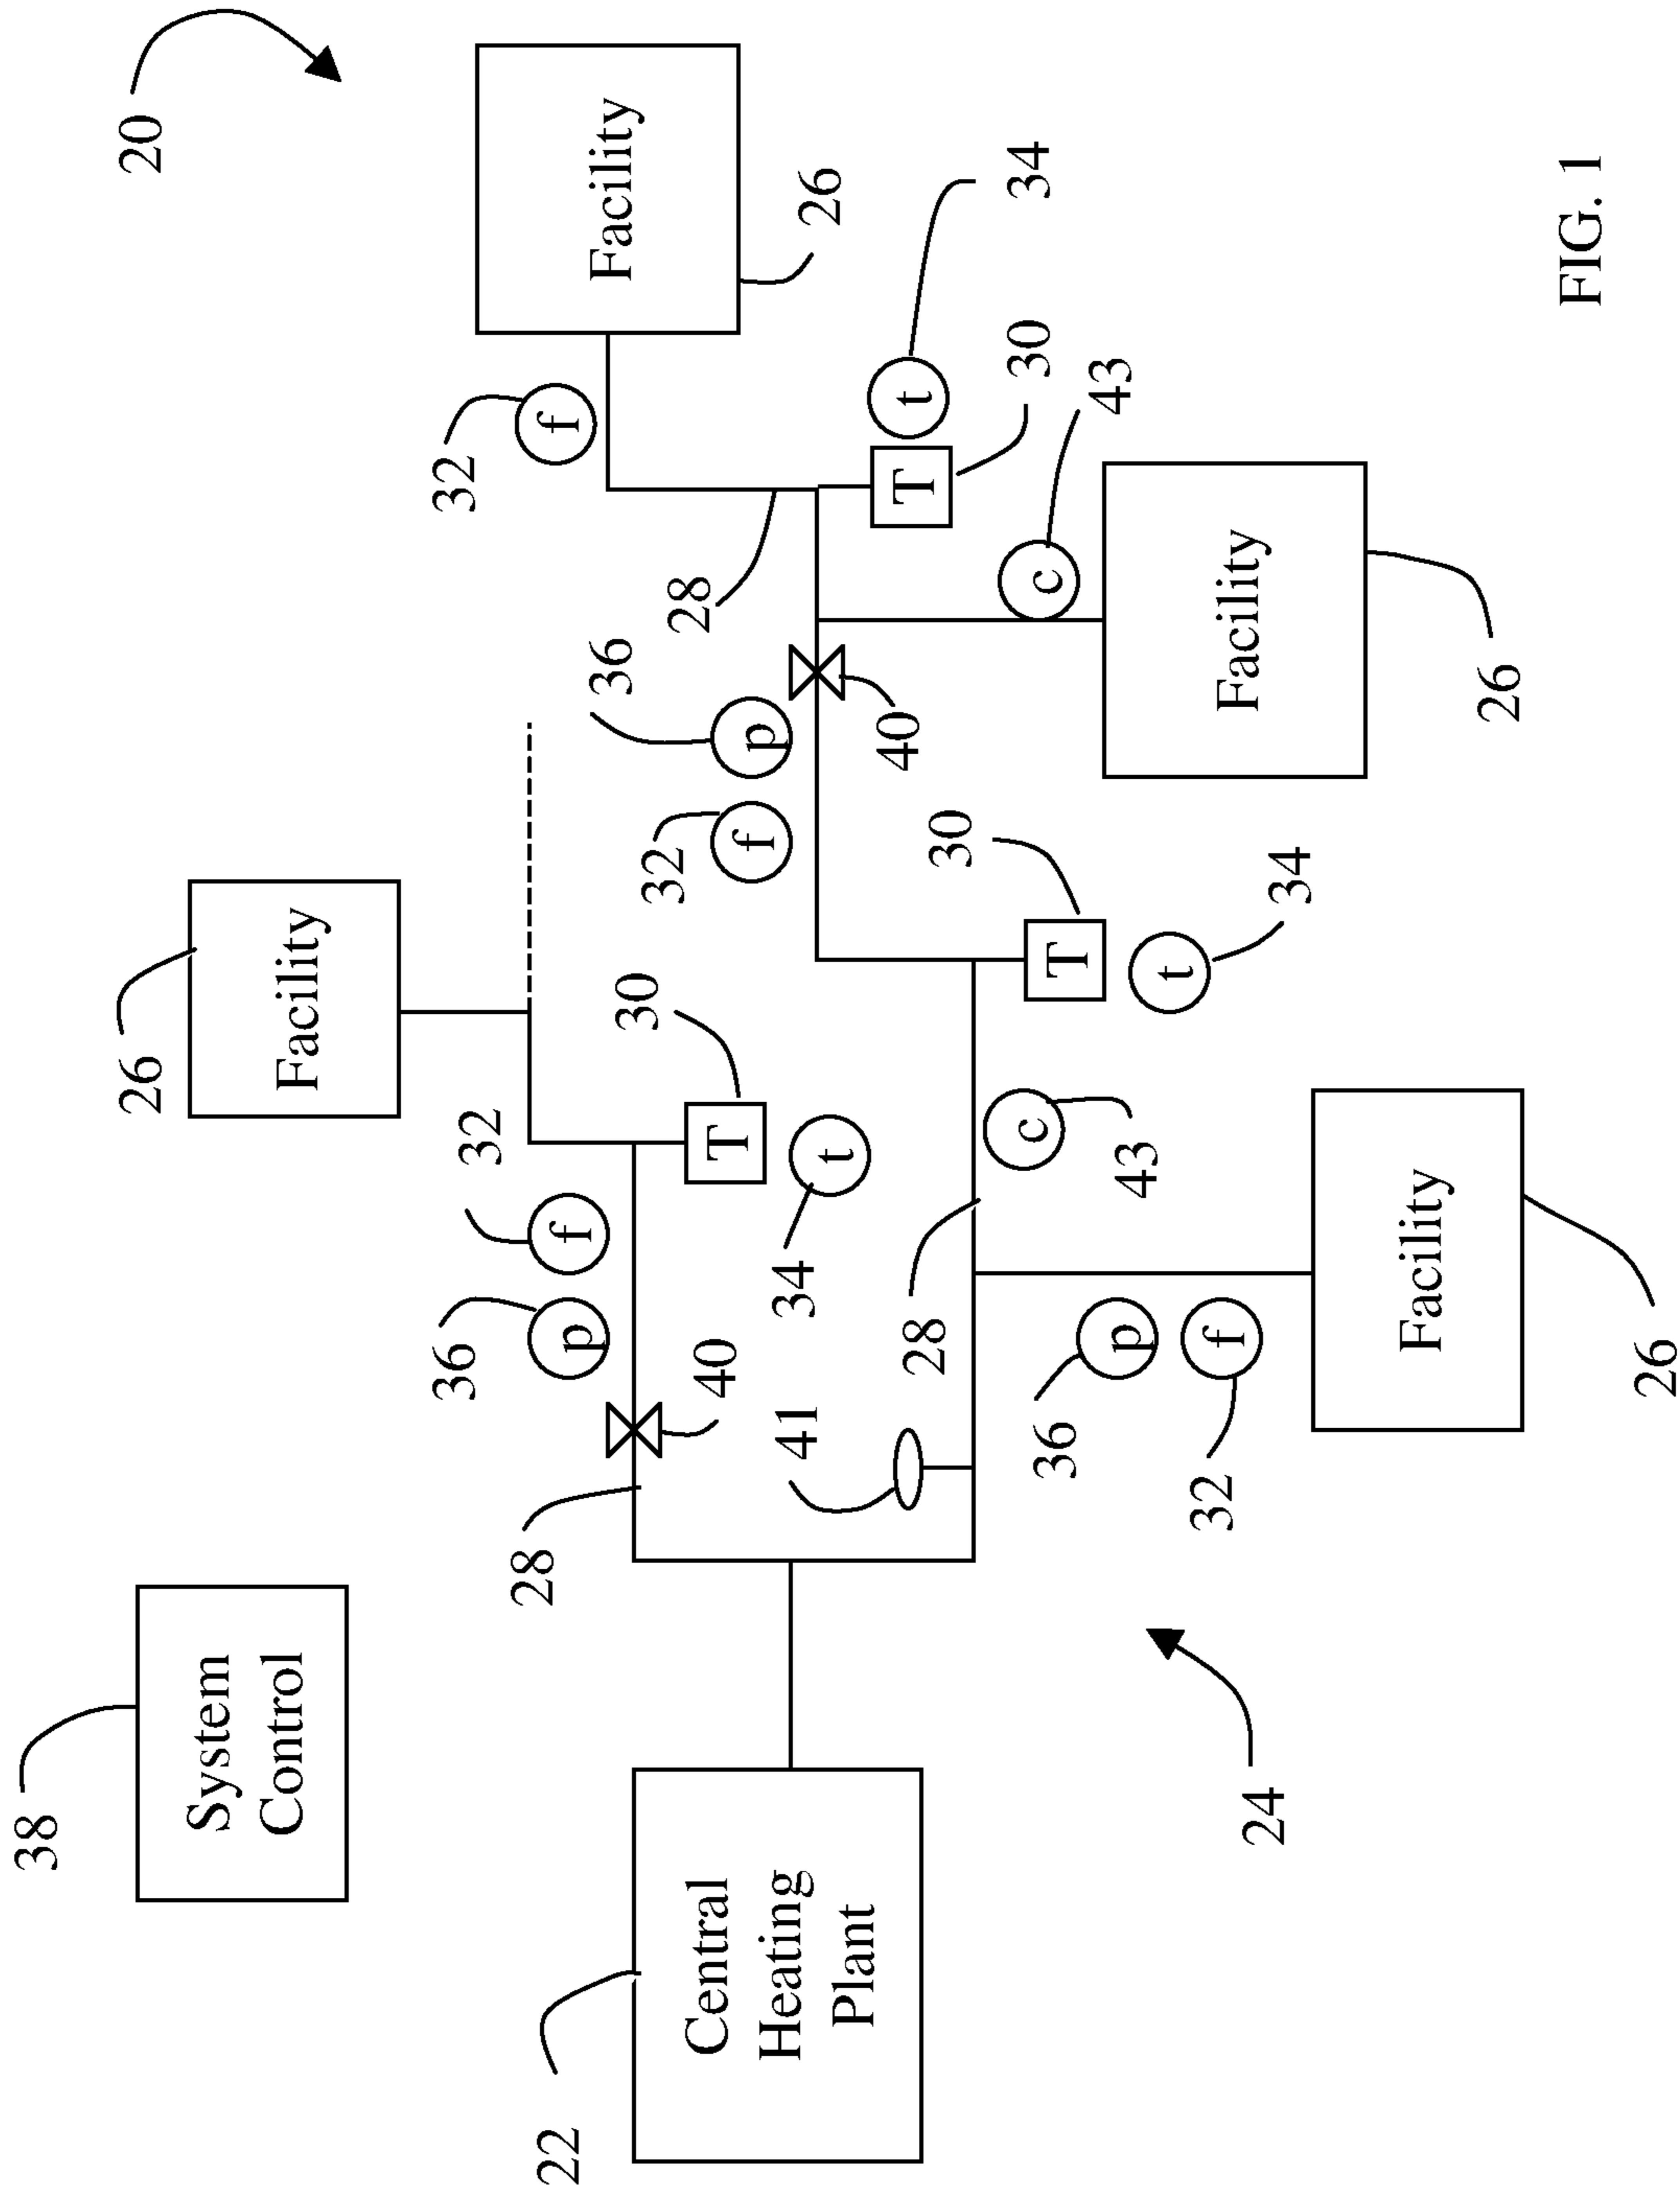 38
20
26
System
Control
Facility
36
32
32
22
28
p
f
f
36
Facility
30
32
28
Central
40
T
f
p
Heating
41
34
26
t
Plant
40
T
t
28
30
30
34
c
c
36
T
43
p
43
t
32
f
Facility
24
34
Facility
26
FIG. 1
26